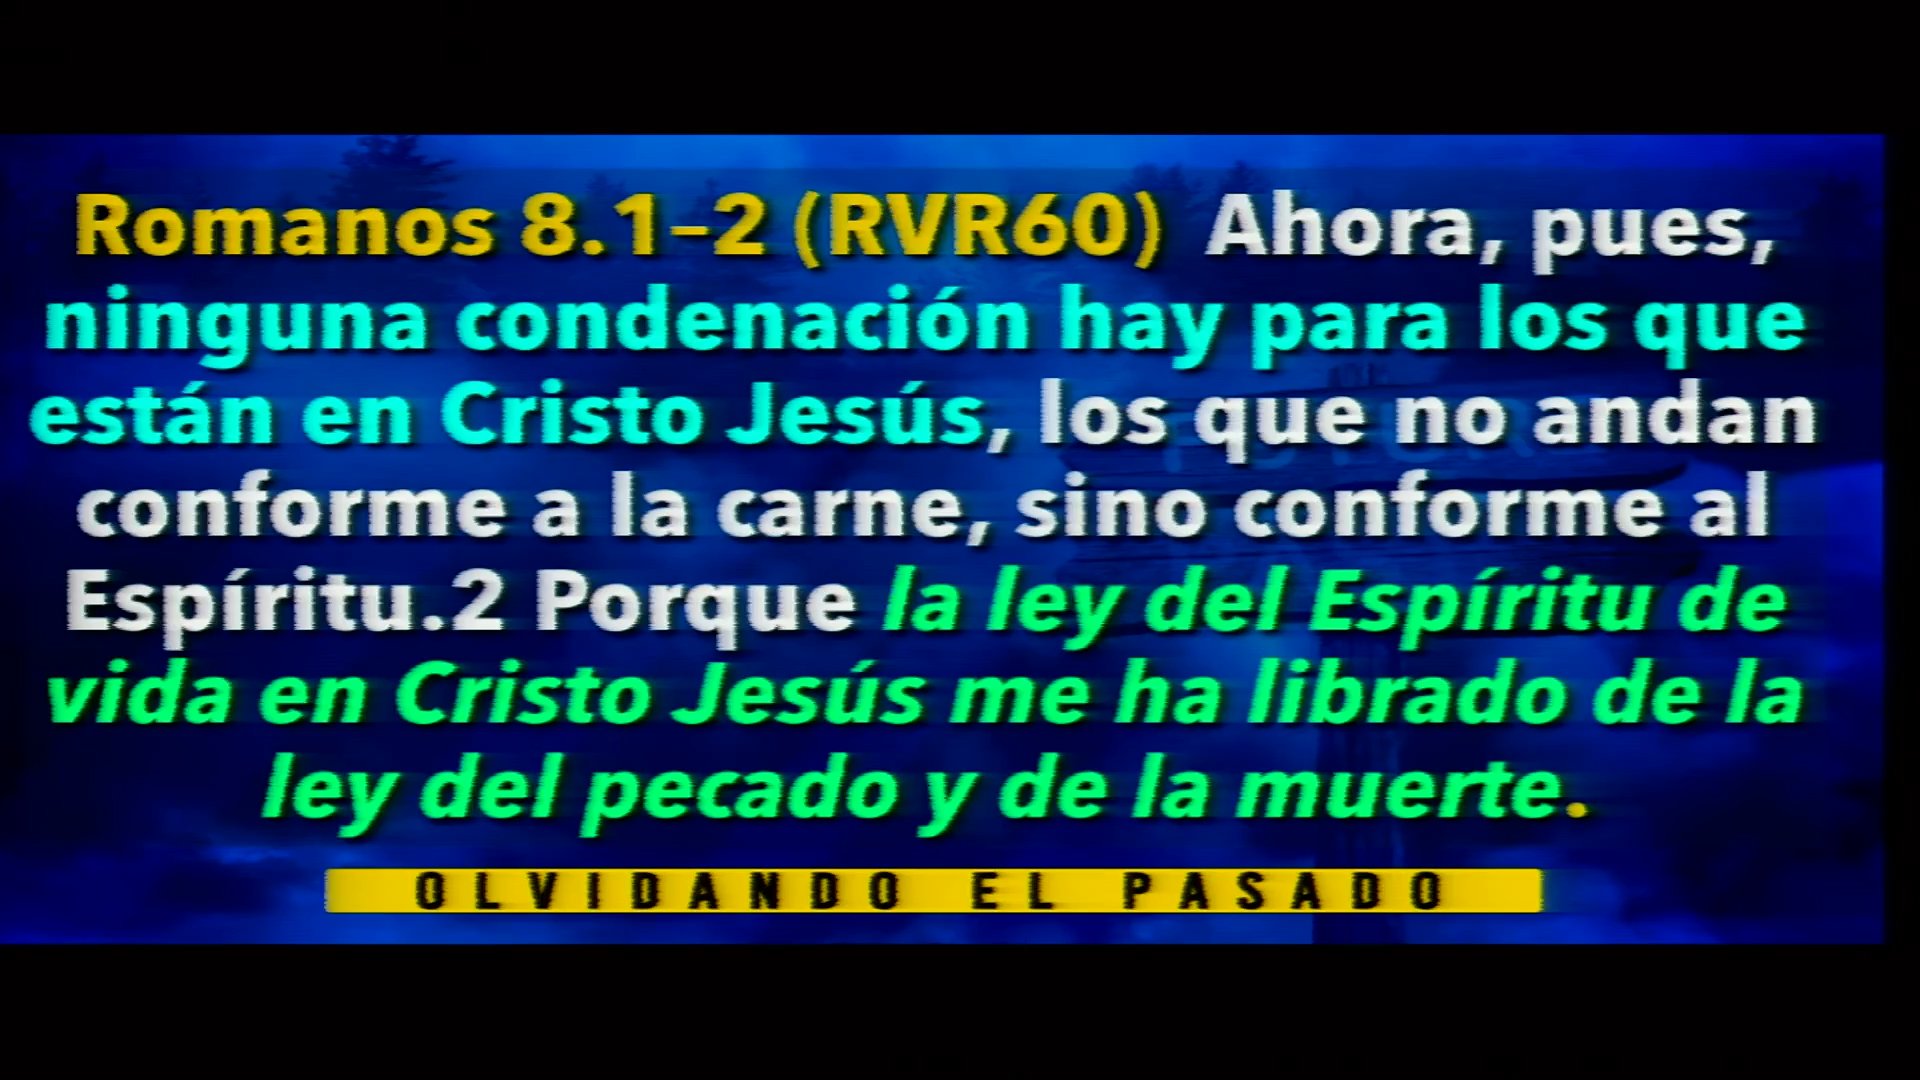 Romanos 8.1–2 (RVR60) Ahora, pues,
ninguna condenación hay para los que
están en Cristo Jesús, los que no andan
conforme a la carne, sino conforme al
Espíritu.2 Porque la ley del Espíritu de
vida en Cristo Jesús me ha librado de la
ley del pecado y de la muerte.
OLVIDANDO EL PASADO